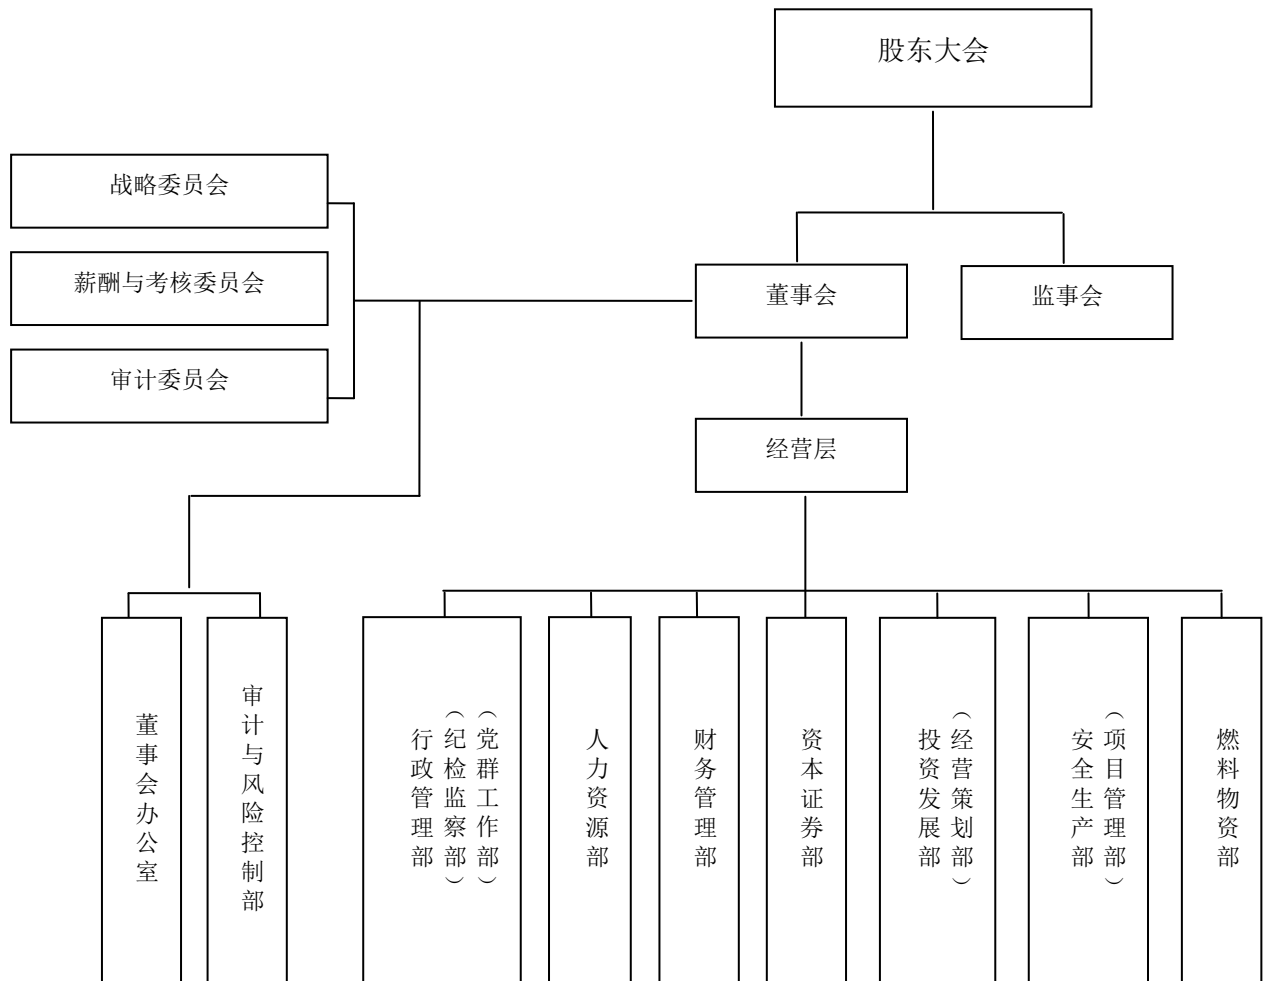 股东大会
战略委员会
薪酬与考核委员会
审计委员会
董事会
监事会
经营层
董事会办公室
审计与风险控制部
行政管理部
（纪检监察部）
（党群工作部）
人力资源部
财务管理部
资本证券部
投资发展部
（经营策划部）
安全生产部
（项目管理部）
燃料物资部